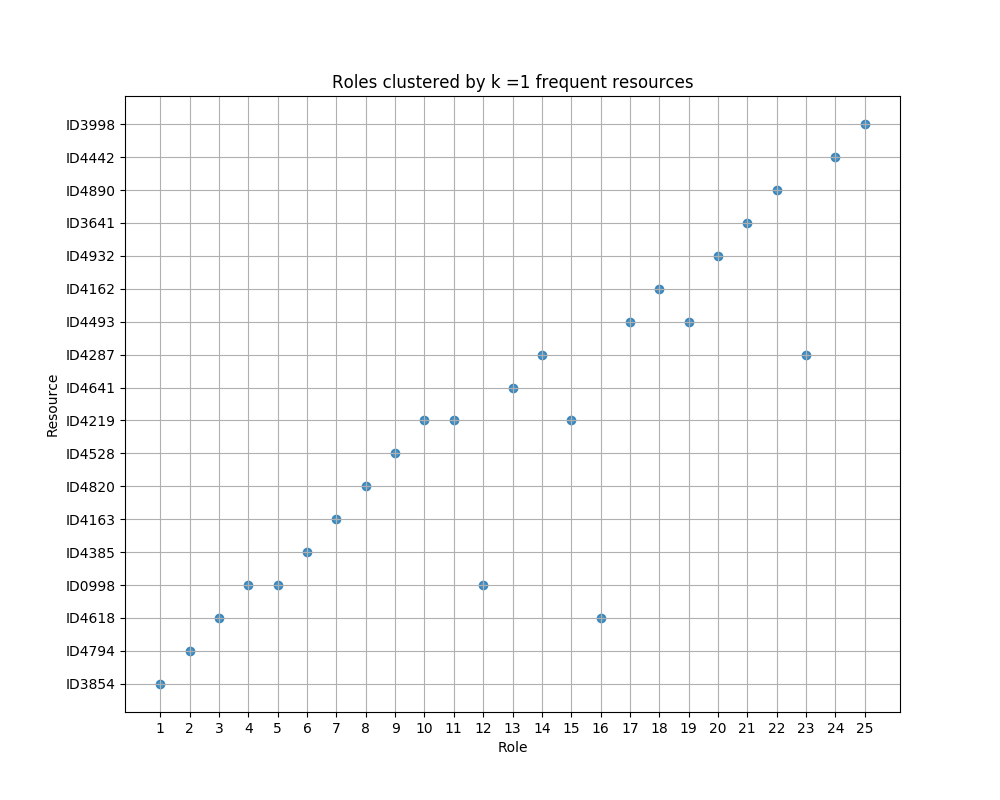 Roles clustered by k =1 frequent resources
ID3998
ID4442
ID4890
ID3641
ID4932
ID4162
ID4493
ID4287
ID4641
ID4219
ID4528
ID4820
ID4163
ID4385
ID0998
ID4618
ID4794
ID3854
Resource
1 2 3 4 5 6 7 8 9 10 11 12 13 14 15 16 17 18 19 20 21 22 23 24 25
Role